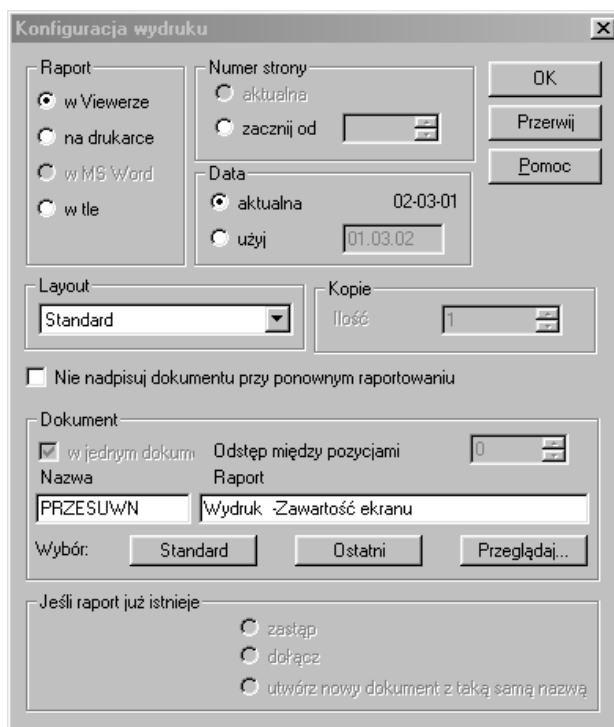 Konfiguracja wydruku
Raport
w Viewerze
na drukarce
w MS Word
w tle
Numer strony
aktualna
zacznij od
Data
aktualna 02-03-01
użyj 01.03.02
OK
Przerwij
Pomoc
Layout
Standard
Kopie
Ilość 1
Nie nadpisuj dokumentu przy ponownym raportowaniu
Dokument
w jednym dokume Odstęp między pozycjami 0
Nazwa Raport
PRZESUWN Wydruk -Zawartość ekranu
Wybór: Standard Ostatni Przeglądaj...
Jeśli raport już istnieje
zastąp
dołącz
utwórz nowy dokument z taką samą nazwą